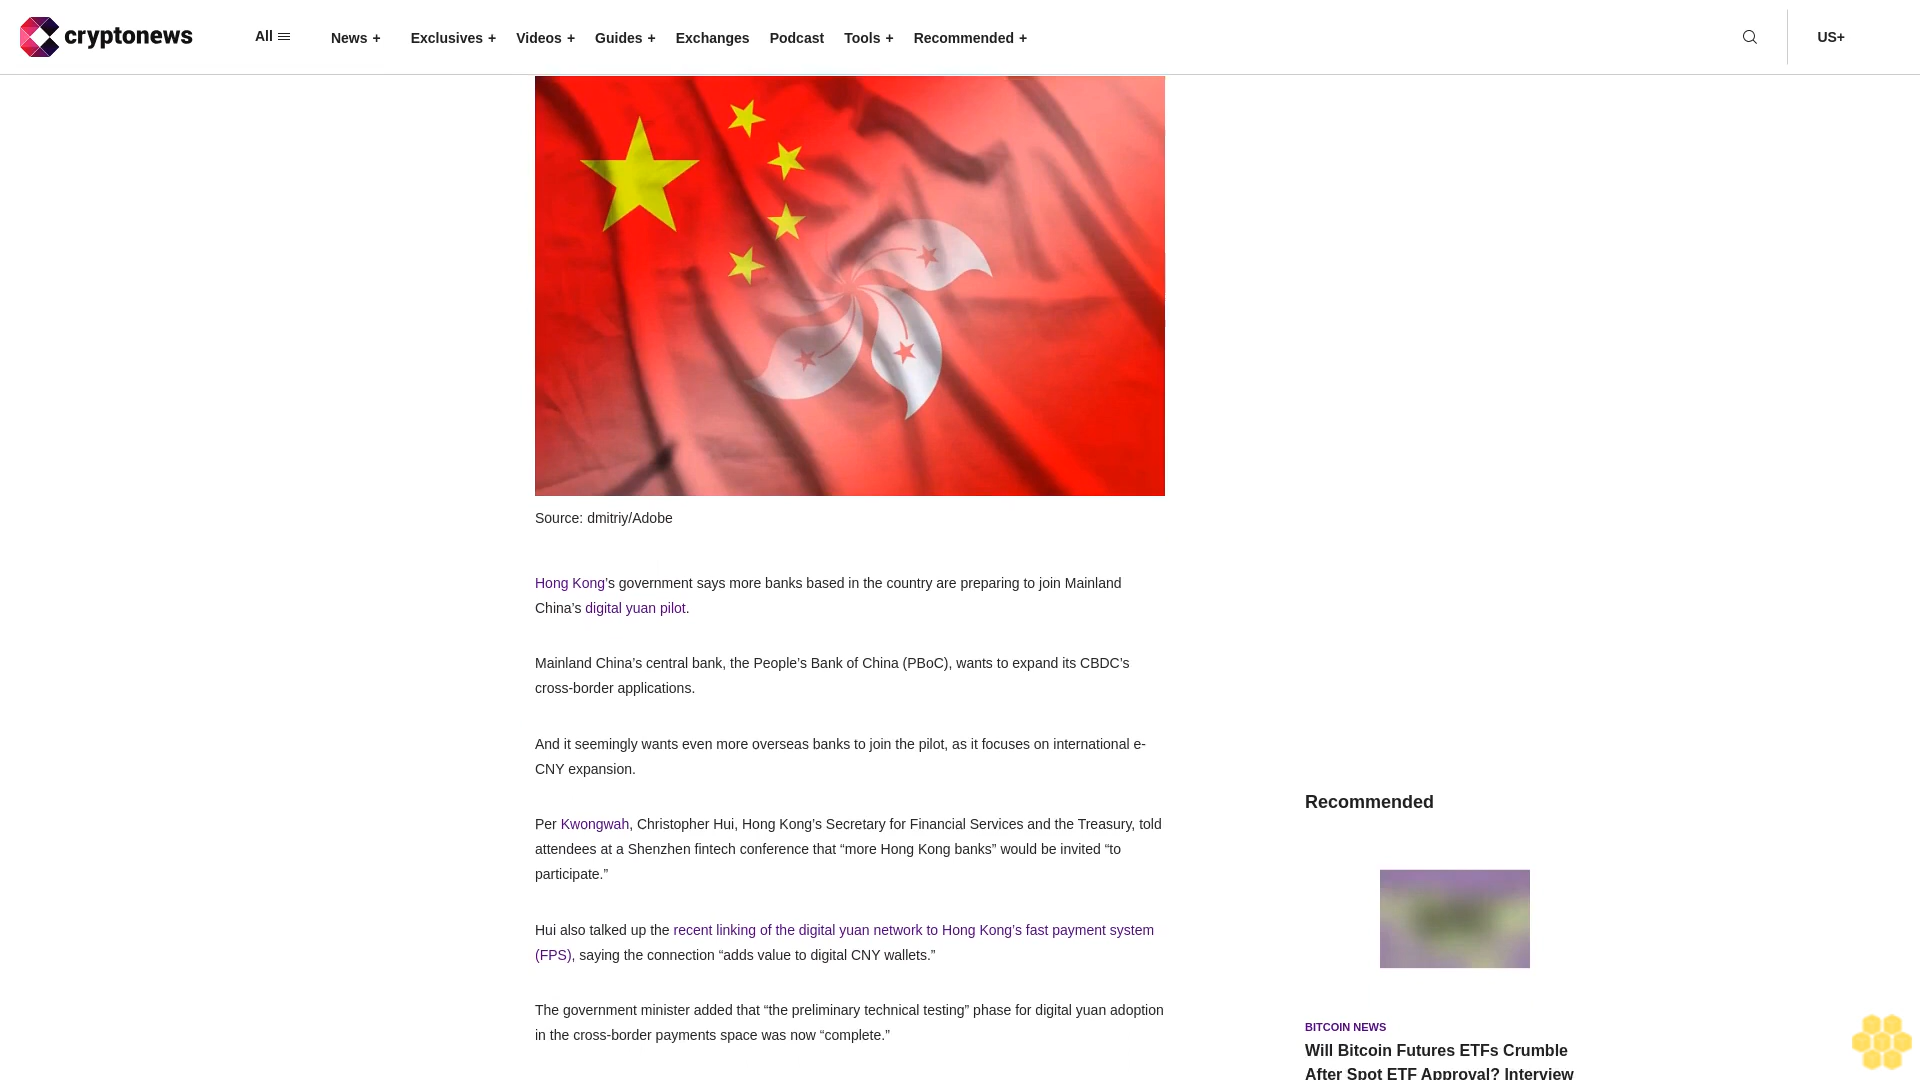 cryptonews
All
News +
Exclusives +
Videos +
Guides +
Exchanges
Podcast
Tools +
Recommended +
US+
Source: dmitriy/Adobe
Hong Kong’s government says more banks based in the country are preparing to join Mainland
China’s digital yuan pilot.
Mainland China’s central bank, the People’s Bank of China (PBoC), wants to expand its CBDC’s
cross-border applications.
And it seemingly wants even more overseas banks to join the pilot, as it focuses on international e-
CNY expansion.
Per Kwongwah, Christopher Hui, Hong Kong’s Secretary for Financial Services and the Treasury, told
attendees at a Shenzhen fintech conference that “more Hong Kong banks” would be invited “to
participate.”
Hui also talked up the recent linking of the digital yuan network to Hong Kong’s fast payment system
(FPS), saying the connection “adds value to digital CNY wallets.”
The government minister added that “the preliminary technical testing” phase for digital yuan adoption
in the cross-border payments space was now “complete.”
Recommended
BITCOIN NEWS
Will Bitcoin Futures ETFs Crumble
After Spot ETF Approval? Interview